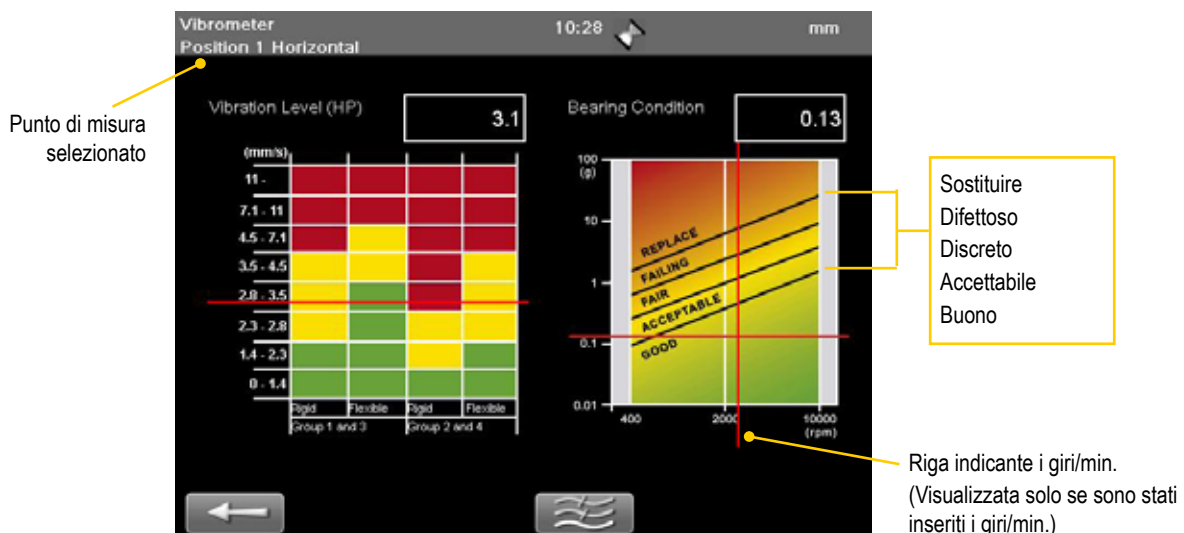 Vibrometer
10:28
mm
Position 1 Horizontal
Punto di misura
selezionato
Vibration Level (HP)
3.1
(mm/s)
11 -
7.1 - 11
4.5 - 7.1
3.5 - 4.5
2.8 - 3.5
2.3 - 2.8
1.4 - 2.3
0 - 1.4
Rigid Flexible Rigid Flexible
Group 1 and 3 Group 2 and 4
Bearing Condition
0.13
100
(g)
10
1
0.1
0.01
REPLACE
FAILING
FAIR
ACCEPTABLE
GOOD
400 2000 10000
(rpm)
Sostituire
Difettoso
Discreto
Accettabile
Buono
Riga indicante i giri/min.
(Visualizzata solo se sono stati
inseriti i giri/min.)